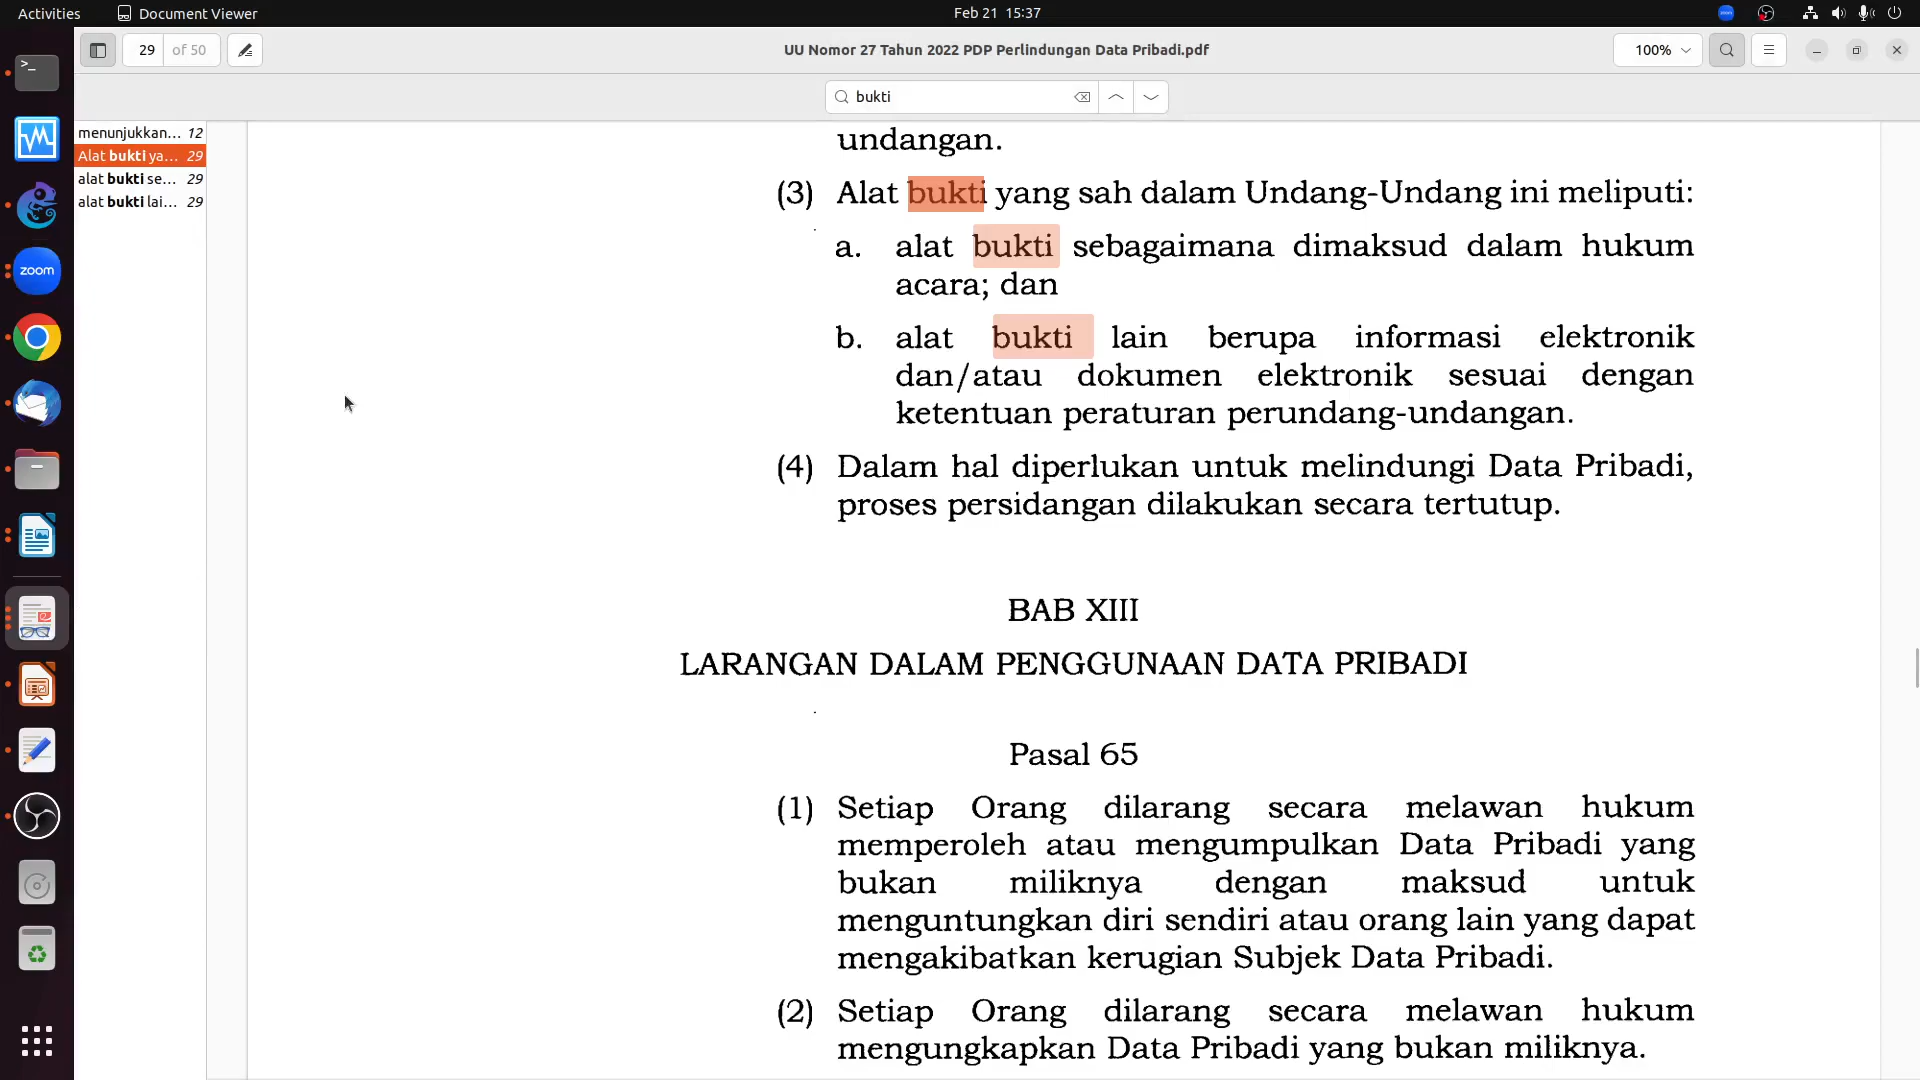 Activities
Document Viewer
Feb 21 15:37
29
of 50
UU Nomor 27 Tahun 2022 PDP Perlindungan Data Pribadi.pdf
100%
bukti
menunjukkan... 12
Alat bukti ya... 29
alat bukti se... 29
alat bukti lai... 29
zoom
undangan.
(3) Alat bukti yang sah dalam Undang-Undang ini meliputi:
a. alat bukti sebagaimana dimaksud dalam hukum
acara; dan
b. alat bukti lain berupa informasi elektronik
dan/atau dokumen elektronik sesuai dengan
ketentuan peraturan perundang-undangan.
(4) Dalam hal diperlukan untuk melindungi Data Pribadi,
proses persidangan dilakukan secara tertutup.
BAB XIII
LARANGAN DALAM PENGGUNAAN DATA PRIBADI
Pasal 65
(1) Setiap Orang dilarang secara melawan hukum
memperoleh atau mengumpulkan Data Pribadi yang
bukan miliknya dengan maksud untuk
menguntungkan diri sendiri atau orang lain yang dapat
mengakibatkan kerugian Subjek Data Pribadi.
(2) Setiap Orang dilarang secara melawan hukum
mengungkapkan Data Pribadi yang bukan miliknya.